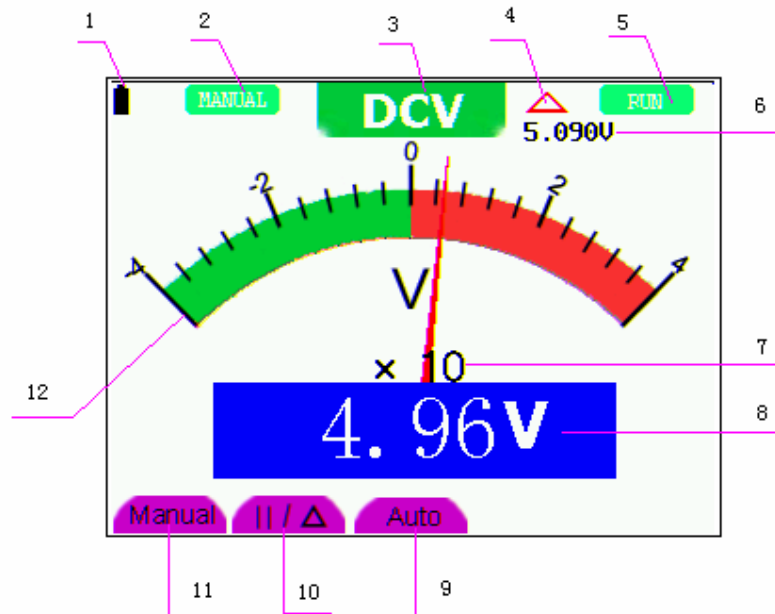 1 2 3 4 5
MANUAL DCV RUN
6
5.090V
0
-2 2
-4 4
V
× 10 7
12
4.96V 8
Manual || / Δ Auto
11 10 9